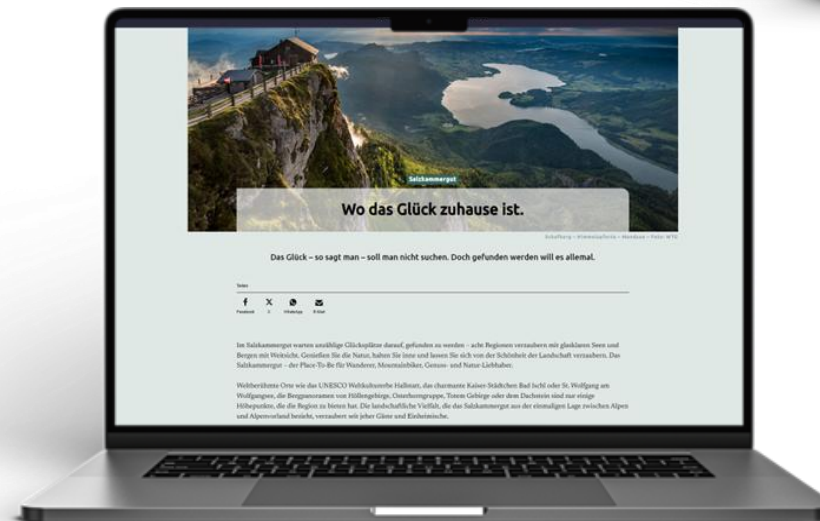 Salzkammergut
Wo das Glück zuhause ist.
Schafberg – Himmelspforte – Mondsee – Foto: WTG
Das Glück – so sagt man – soll man nicht suchen. Doch gefunden werden will es allemal.
Teilen
Facebook X WhatsApp E-Mail
Im Salzkammergut warten unzählige Glücksplätze darauf, gefunden zu werden – acht Regionen verzaubern mit glasklaren Seen und
Bergen mit Weitsicht. Genießen Sie die Natur, halten Sie inne und lassen Sie sich von der Schönheit der Landschaft verzaubern. Das
Salzkammergut – der Place-To-Be für Wanderer, Mountainbiker, Genuss- und Natur-Liebhaber.
Weltberühmte Orte wie das UNESCO Weltkulturerbe Hallstatt, das charmante Kaiser-Städtchen Bad Ischl oder St. Wolfgang am
Wolfgangsee, die Bergpanoramen von Höllengebirge, Osterhorngruppe, Totem Gebirge oder dem Dachstein sind nur einige
Höhepunkte, die die Region zu bieten hat. Die landschaftliche Vielfalt, die das Salzkammergut aus der einmaligen Lage zwischen Alpen
und Alpenvorland bezieht, verzaubert seit jeher Gäste und Einheimische.